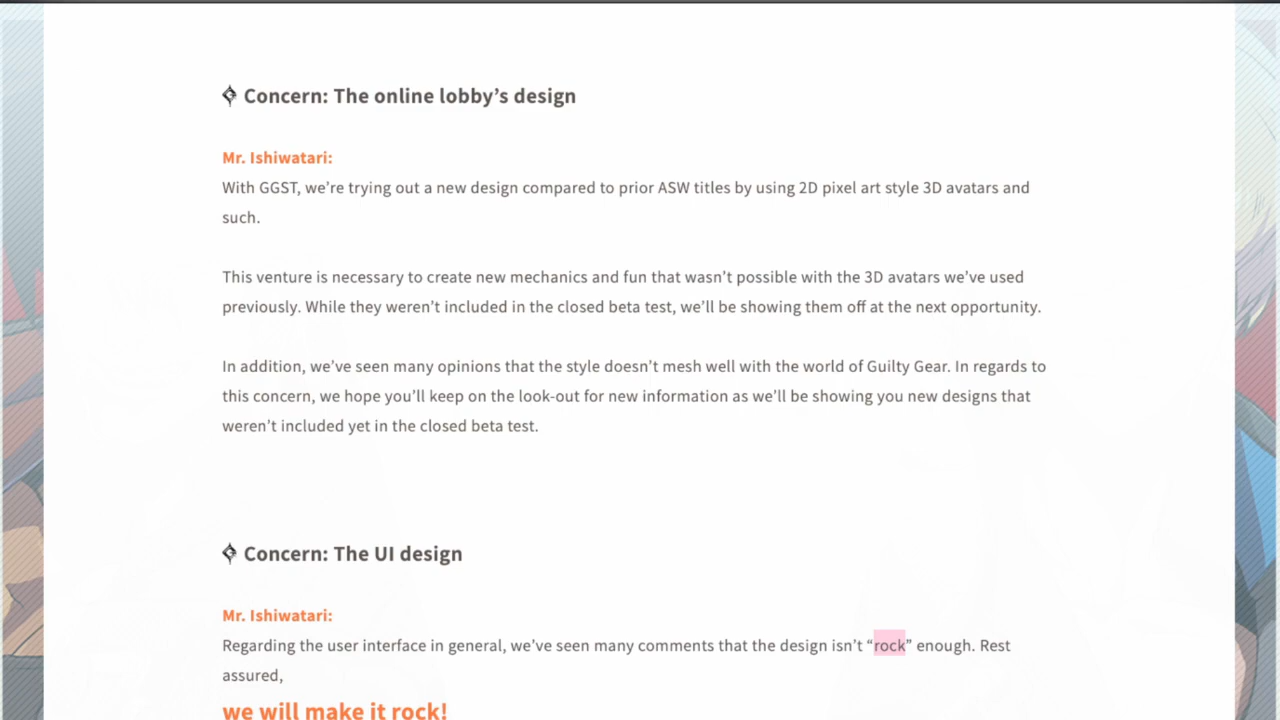 Concern: The online lobby’s design
Mr. Ishiwatari:
With GGST, we’re trying out a new design compared to prior ASW titles by using 2D pixel art style 3D avatars and
such.
This venture is necessary to create new mechanics and fun that wasn’t possible with the 3D avatars we’ve used
previously. While they weren’t included in the closed beta test, we’ll be showing them off at the next opportunity.
In addition, we’ve seen many opinions that the style doesn’t mesh well with the world of Guilty Gear. In regards to
this concern, we hope you’ll keep on the look-out for new information as we’ll be showing you new designs that
weren’t included yet in the closed beta test.
Concern: The UI design
Mr. Ishiwatari:
Regarding the user interface in general, we’ve seen many comments that the design isn’t “rock” enough. Rest
assured,
we will make it rock!